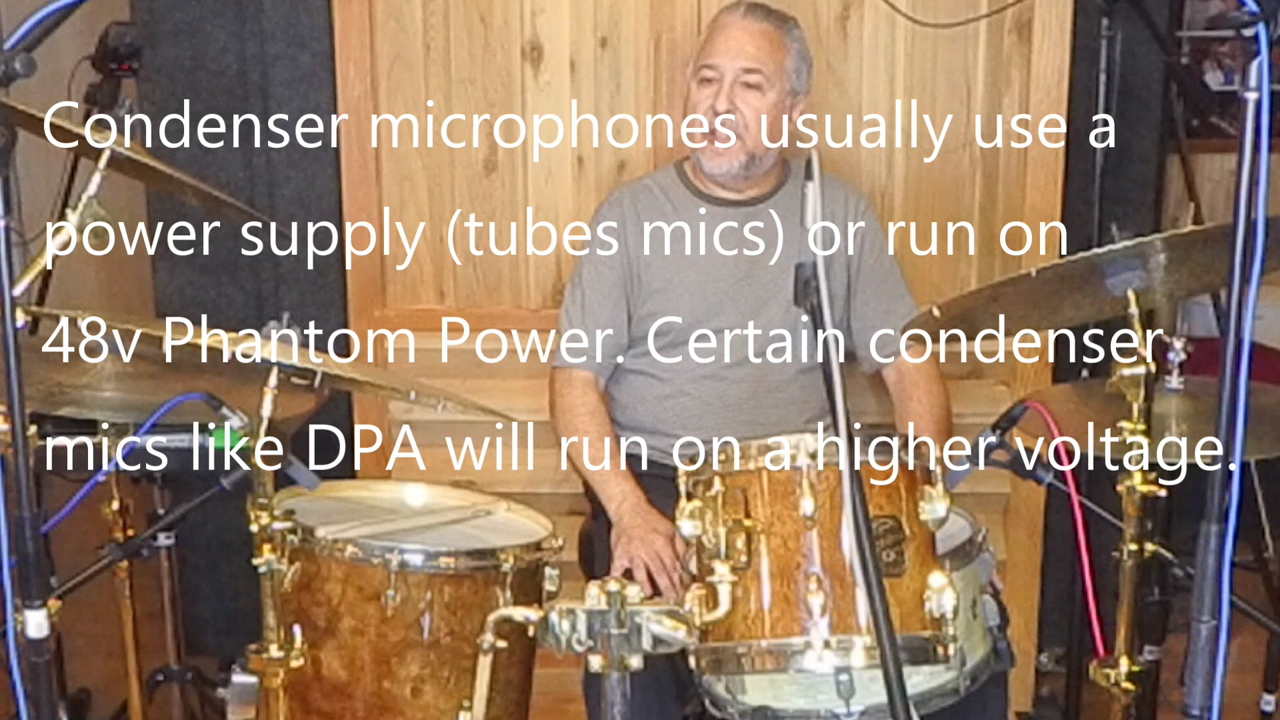 Condenser microphones usually use a
power supply (tubes mics) or run on
48v Phantom Power. Certain condenser
mics like DPA will run on a higher voltage.